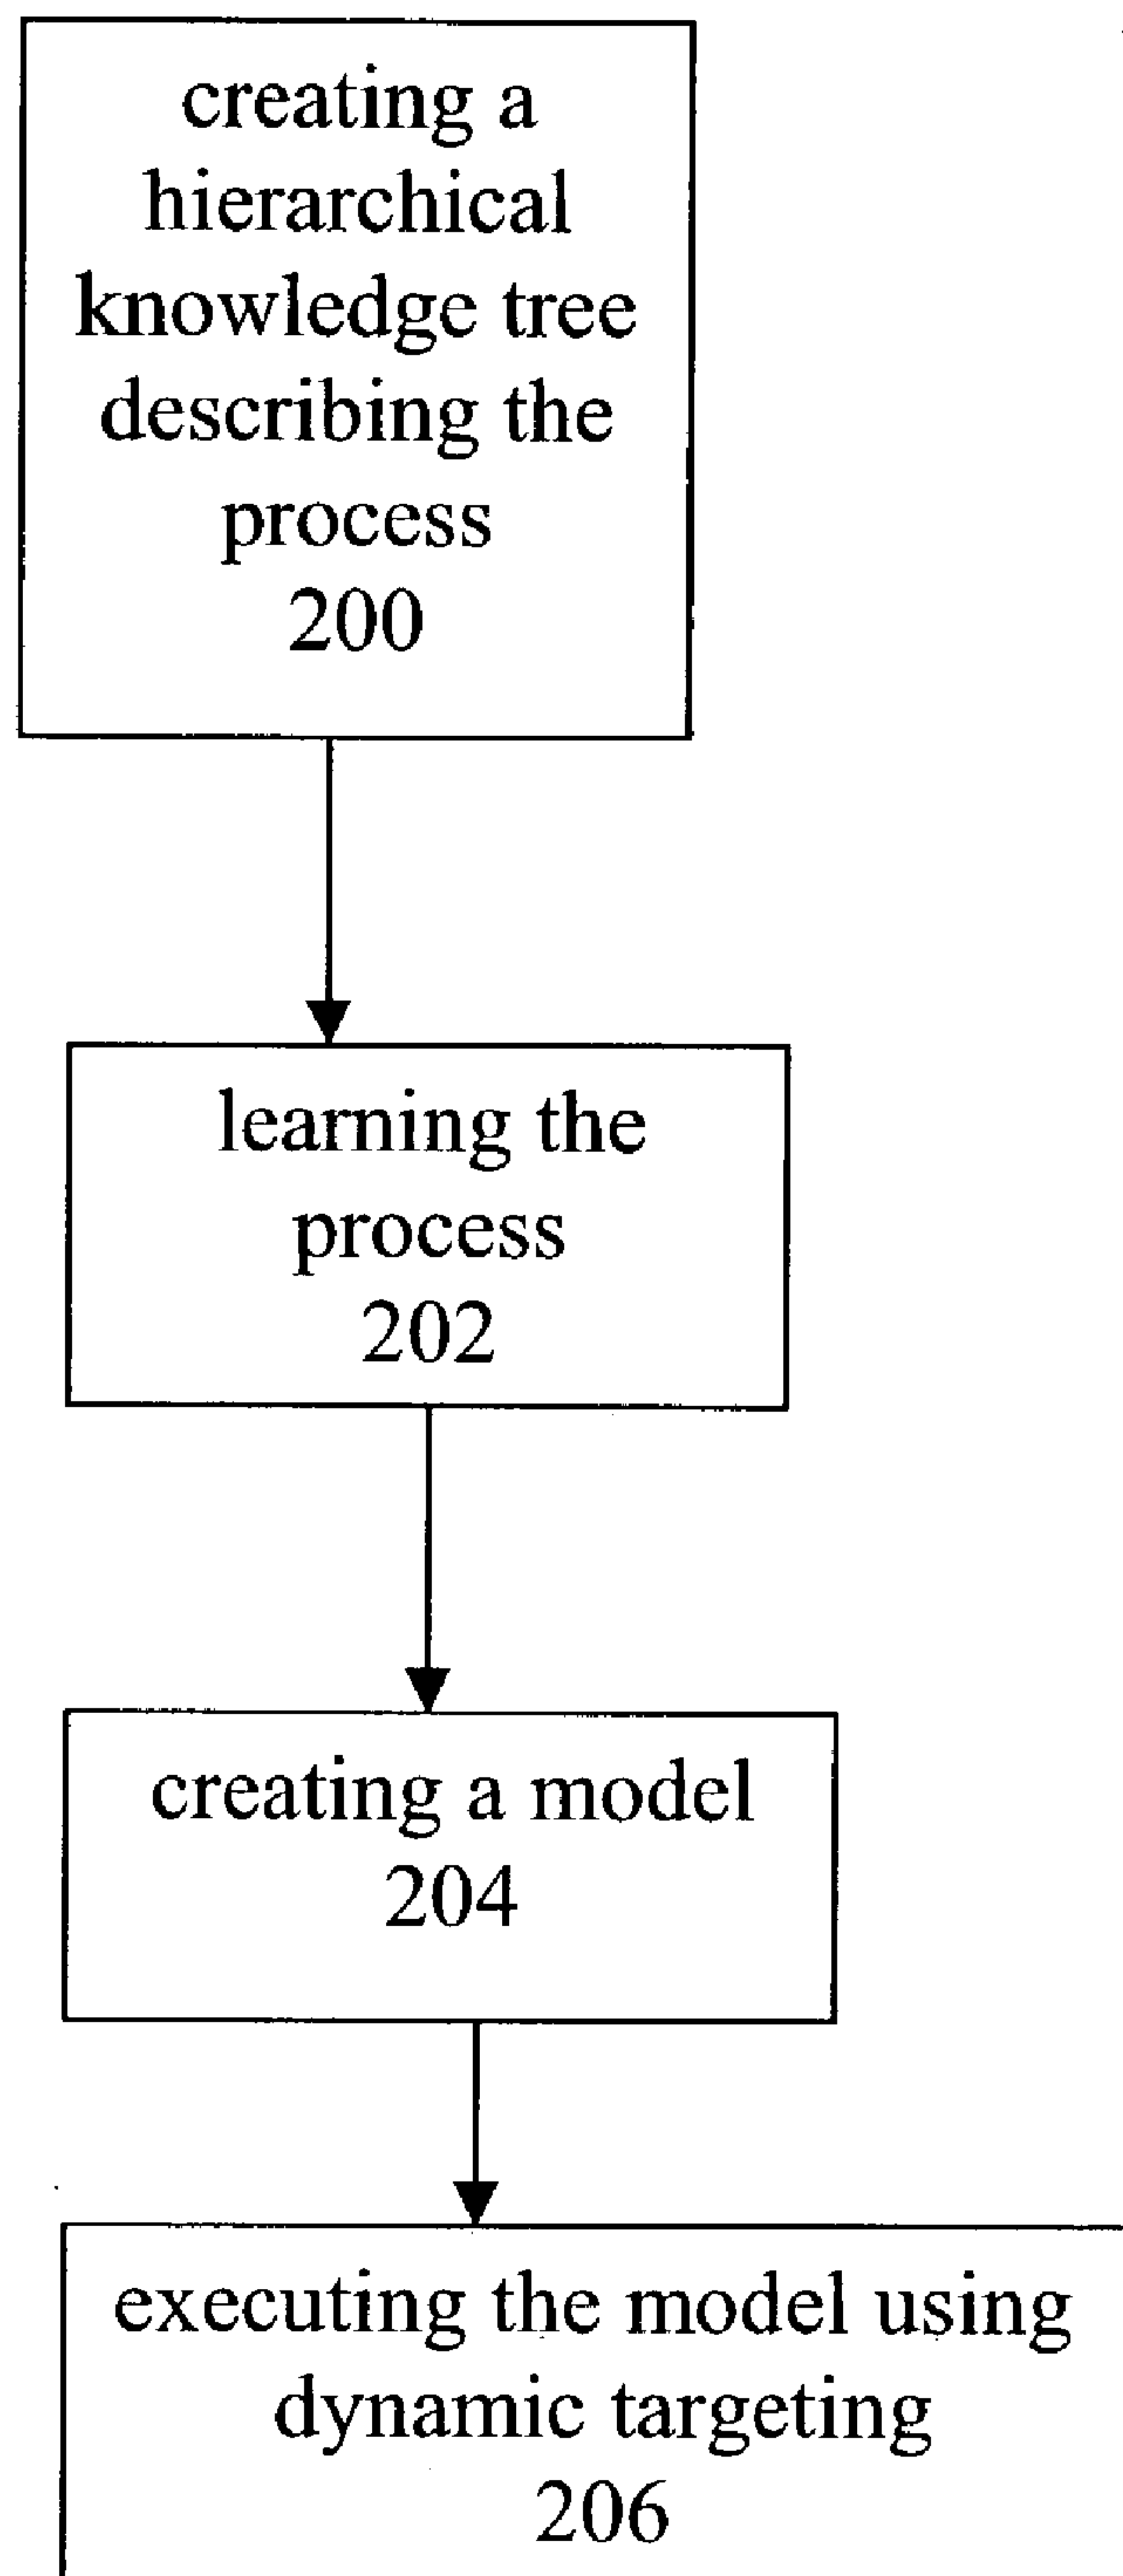 creating a
hierarchical
knowledge tree
describing the
process
200
learning the
process
202
creating a model
204
executing the model using
dynamic targeting
206